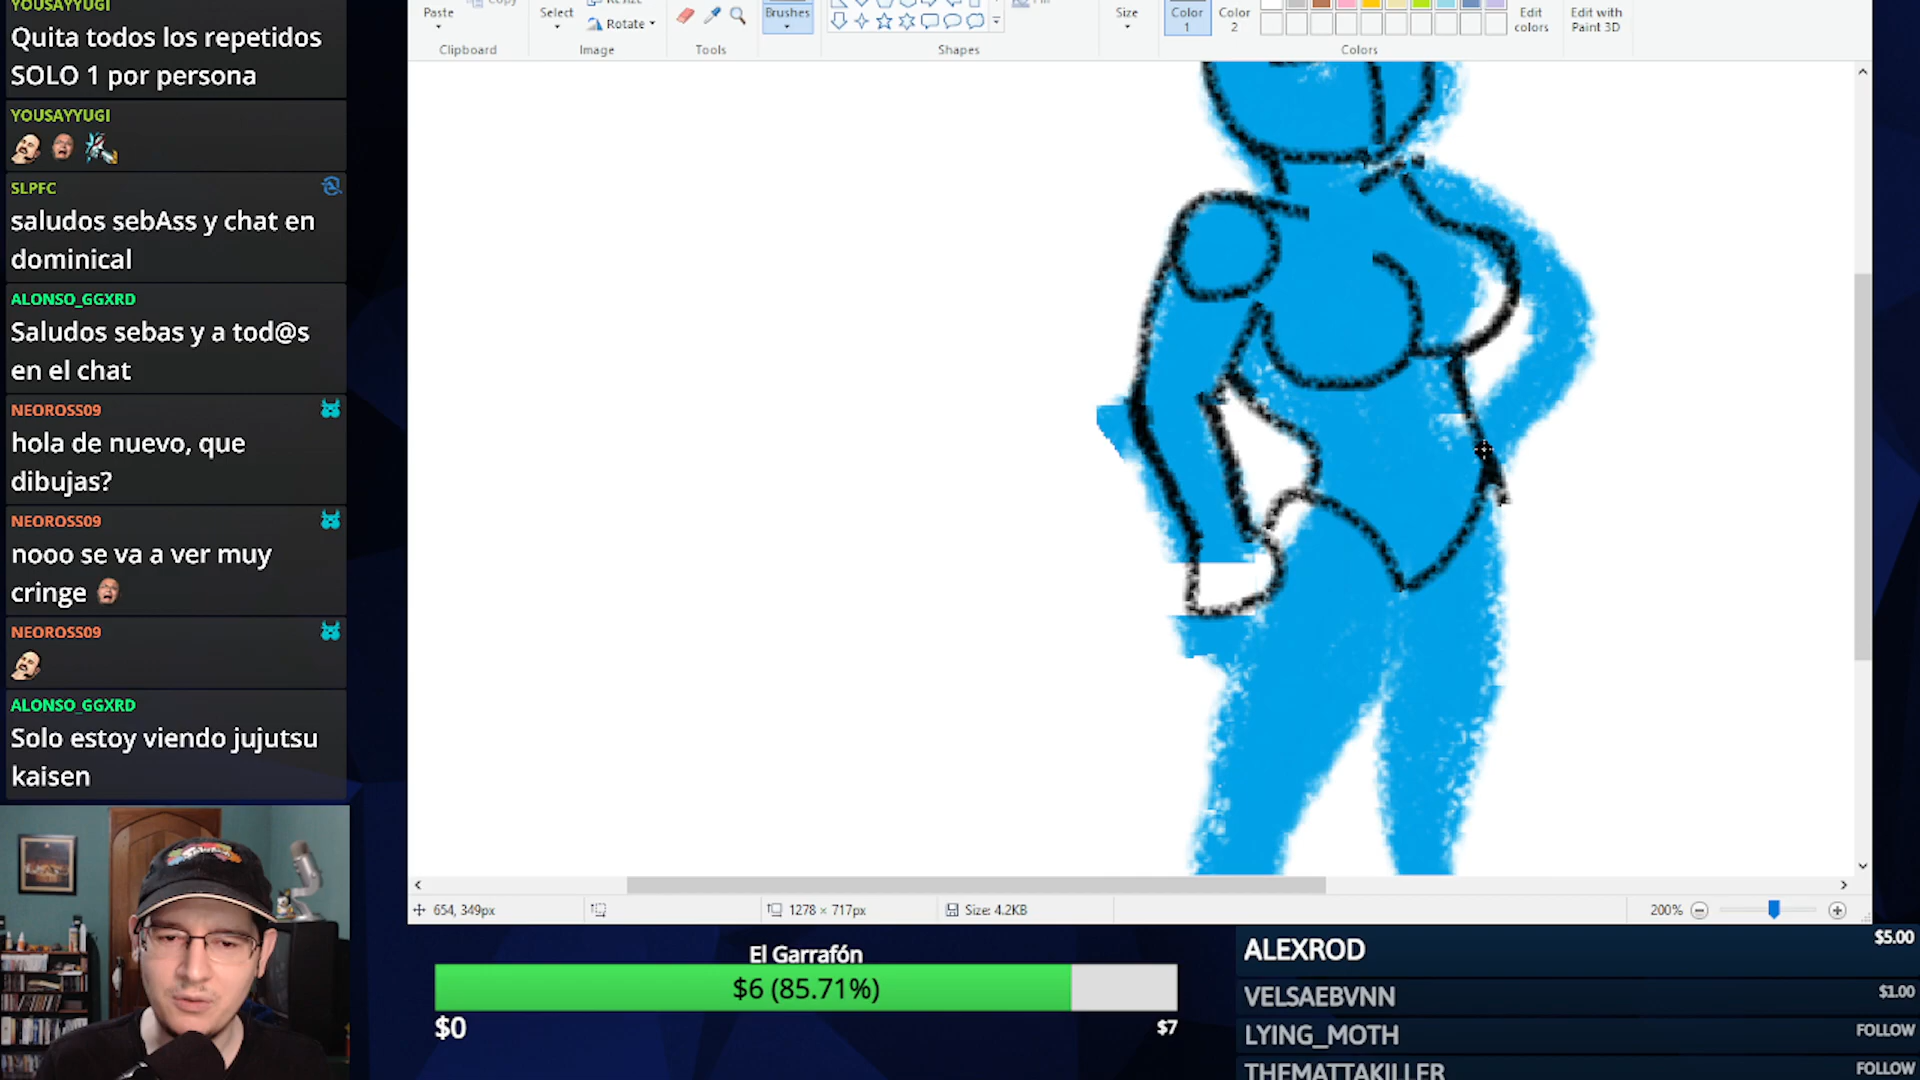 YOUSAYYUGI
Quita todos los repetidos
SOLO 1 por persona
YOUSAYYUGI
SLPFC
saludos sebAss y chat en
dominical
ALONSO_GGXRD
Saludos sebas y a tod@s
en el chat
NEOROSS09
hola de nuevo, que
dibujas?
NEOROSS09
nooo se va a ver muy
cringe
NEOROSS09
ALONSO_GGXRD
Solo estoy viendo jujutsu
kaisen
Paste
Copy
Clipboard
Select
Resize
Rotate
Image
Tools
Brushes
Shapes
Fill
Size
Color
1
Color
2
Edit
colors
Colors
Edit with
Paint 3D
654, 349px
1278 × 717px
Size: 4.2KB
200%
El Garrafón
$6 (85.71%)
$0
$7
ALEXROD
$5.00
VELSAEBVNN
$1.00
LYING_MOTH
FOLLOW
THEMATTAKILLER
FOLLOW